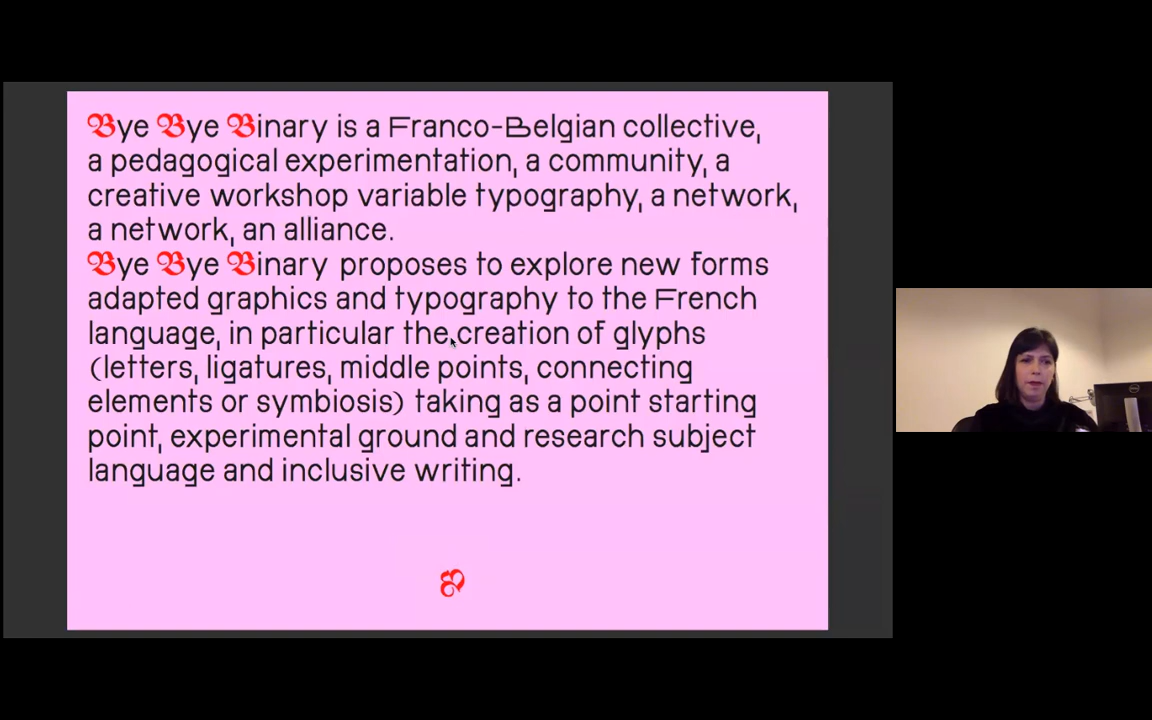 Bye Bye Binary is a Franco-Belgian collective,
a pedagogical experimentation, a community, a
creative workshop variable typography, a network,
a network, an alliance.
Bye Bye Binary proposes to explore new forms
adapted graphics and typography to the French
language, in particular the creation of glyphs
(letters, ligatures, middle points, connecting
elements or symbiosis) taking as a point starting
point, experimental ground and research subject
language and inclusive writing.